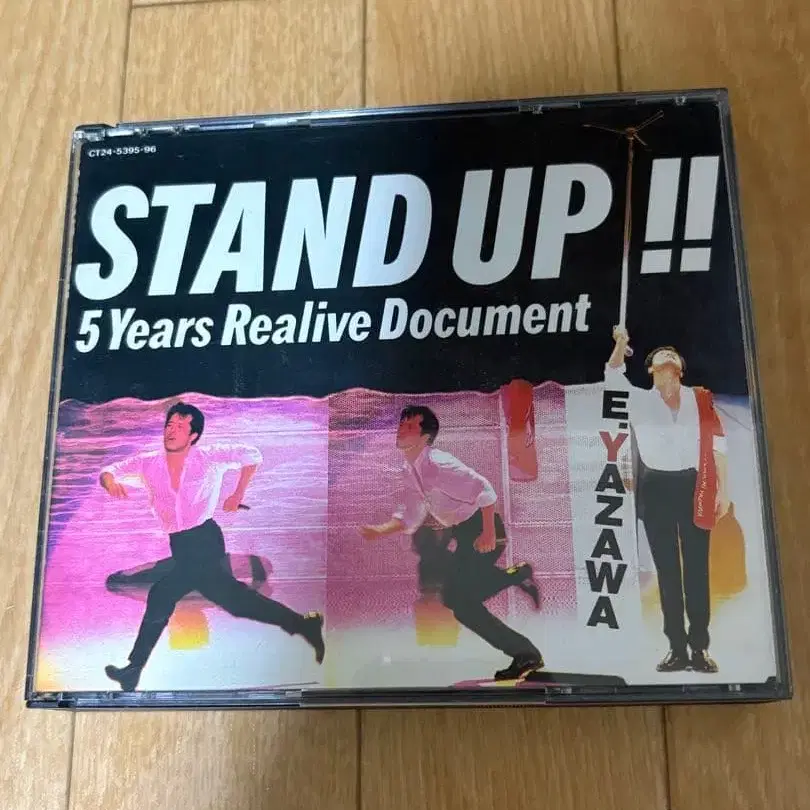 CT24-5395·96
STAND UP!!
5 Years Realive Document
E.YAZAWA